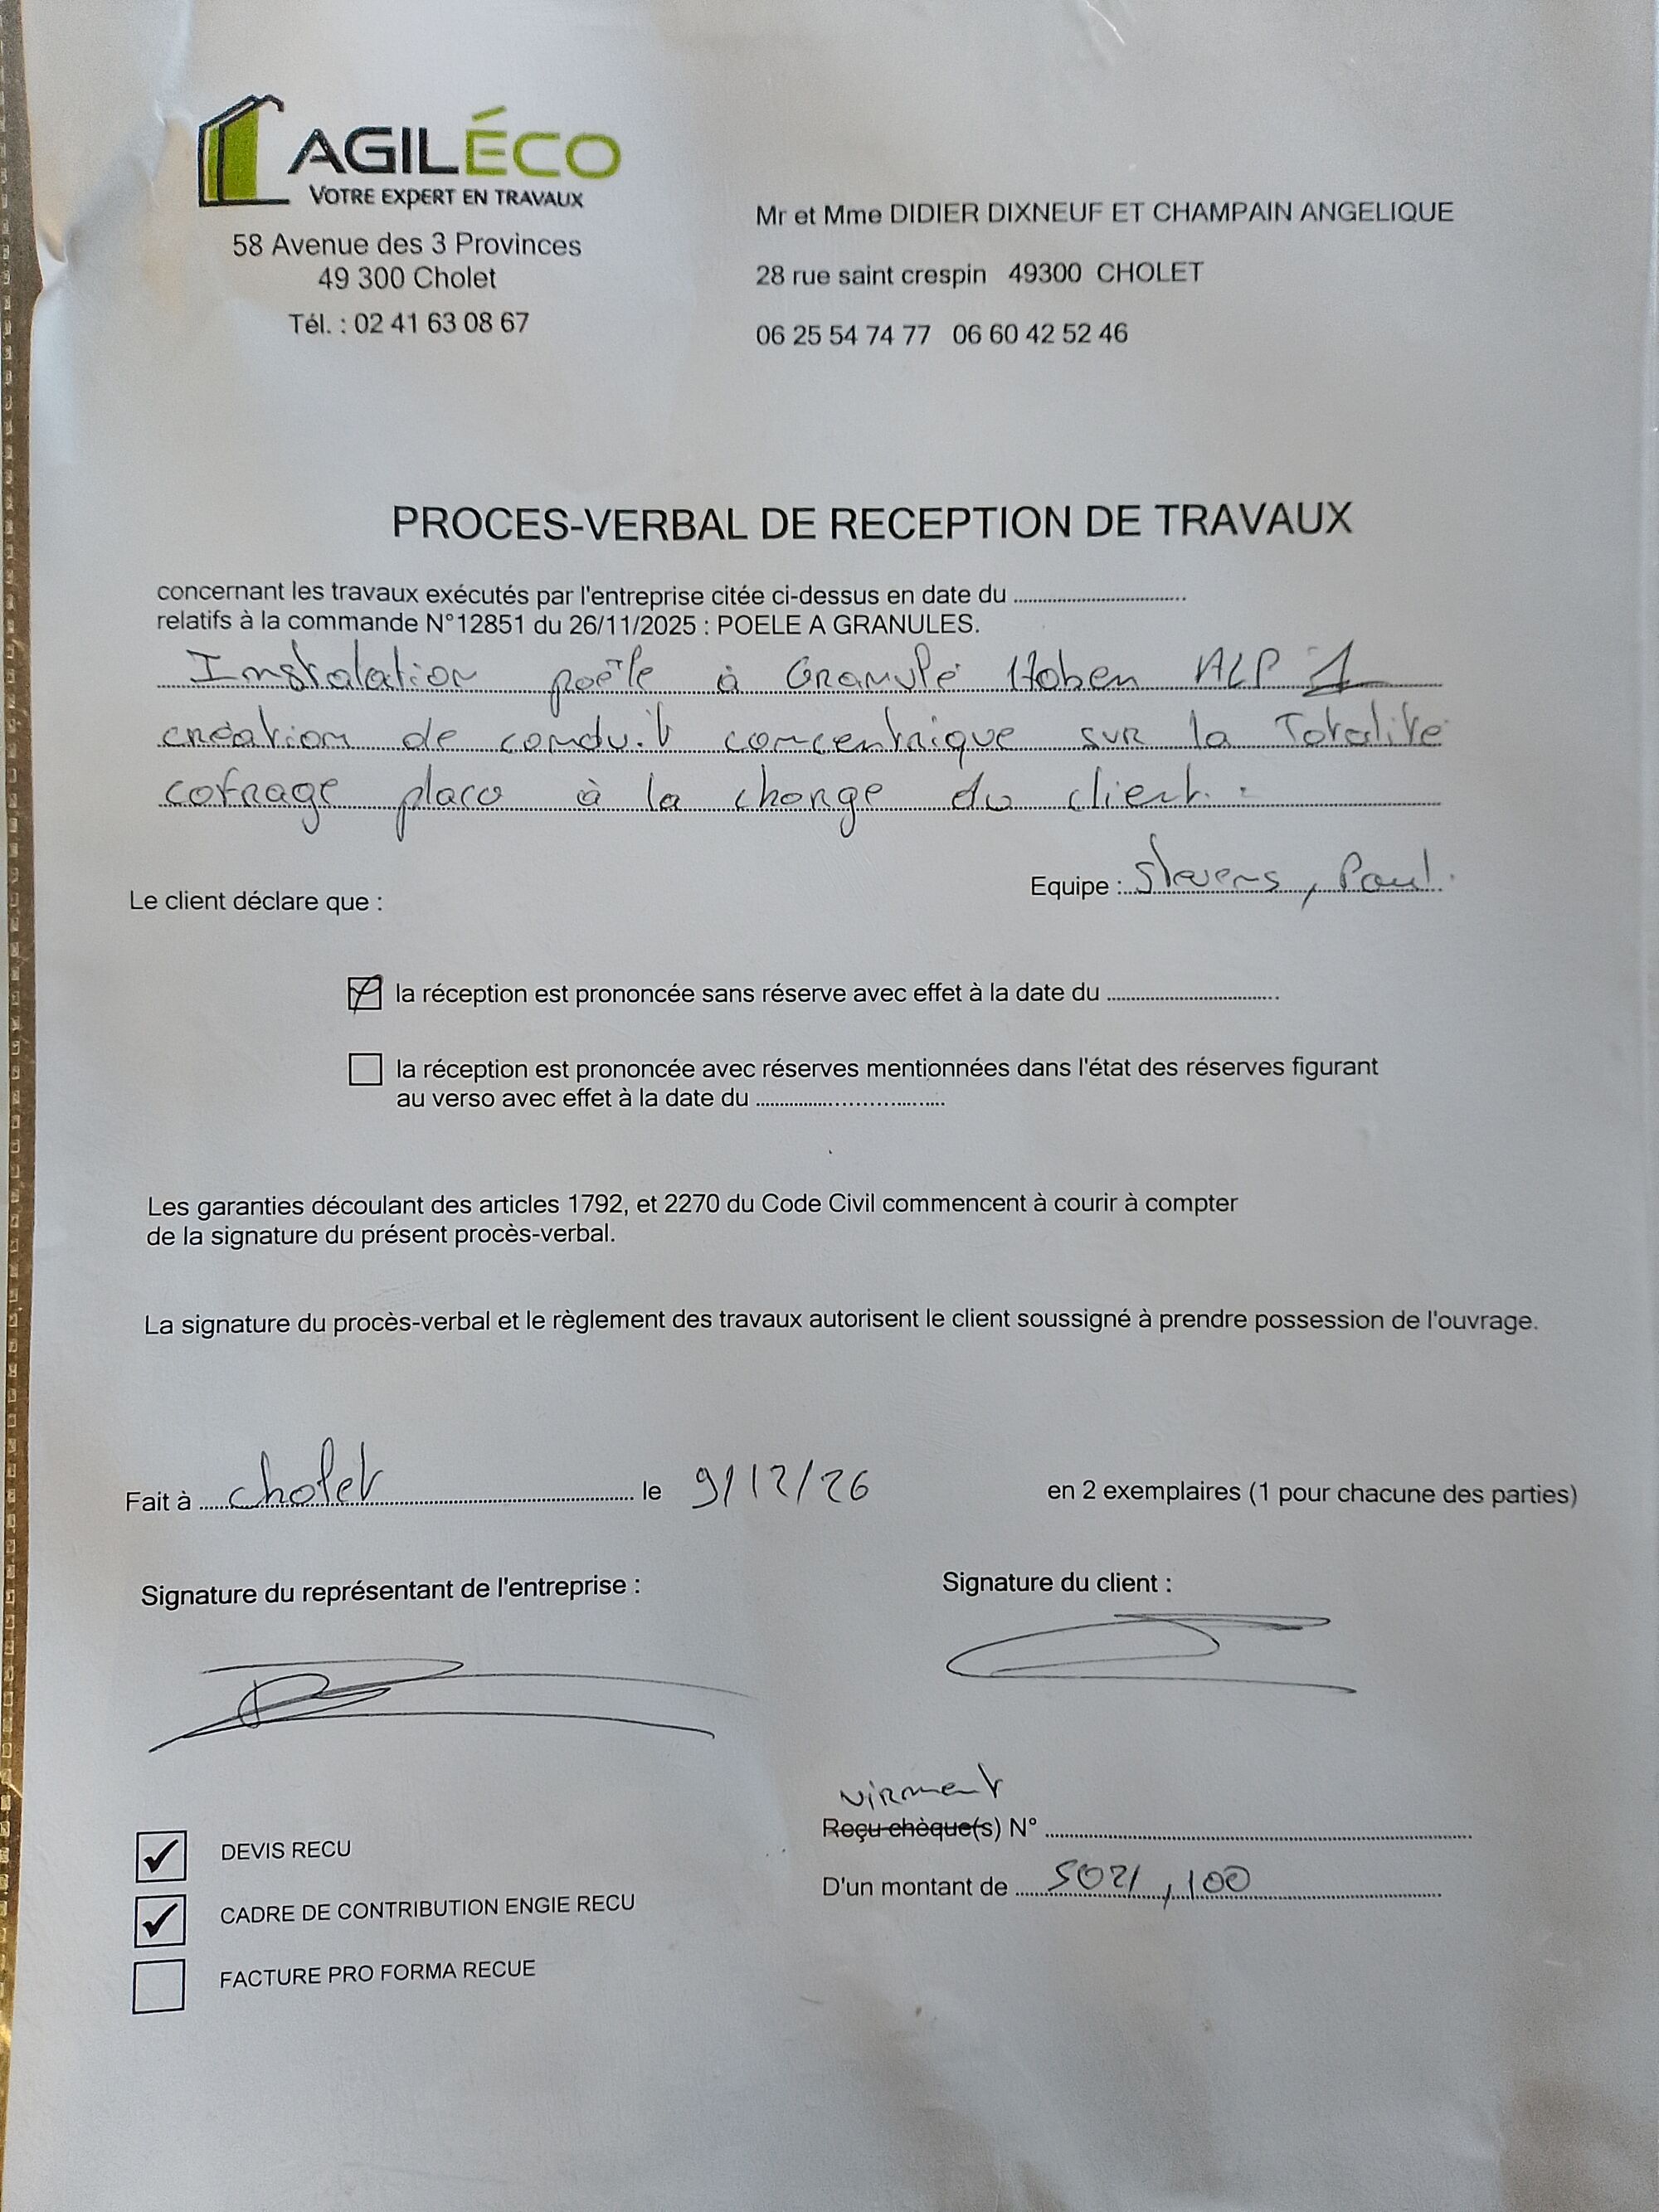 AGILÉCO
VOTRE EXPERT EN TRAVAUX
58 Avenue des 3 Provinces
49 300 Cholet
Tél. : 02 41 63 08 67
Mr et Mme DIDIER DIXNEUF ET CHAMPAIN ANGELIQUE
28 rue saint crespin 49300 CHOLET
06 25 54 74 77 06 60 42 52 46
PROCES-VERBAL DE RECEPTION DE TRAVAUX
concernant les travaux exécutés par l'entreprise citée ci-dessus en date du ........................
relatifs à la commande N°12851 du 26/11/2025 : POELE A GRANULES.
Instalation poêle à Granulé Hoben ALP 1
création de conduit concentrique sur la Totalite
cofrage placo à la charge du client.
Equipe : Stevens, Paul.
Le client déclare que :
la réception est prononcée sans réserve avec effet à la date du ........................
la réception est prononcée avec réserves mentionnées dans l'état des réserves figurant
au verso avec effet à la date du ........................
Les garanties découlant des articles 1792, et 2270 du Code Civil commencent à courir à compter
de la signature du présent procès-verbal.
La signature du procès-verbal et le règlement des travaux autorisent le client soussigné à prendre possession de l'ouvrage.
Fait à cholet le 9/12/26 en 2 exemplaires (1 pour chacune des parties)
Signature du représentant de l'entreprise :
Signature du client :
virment
Reçu chèque(s) N° ........................
D'un montant de 5021,100
DEVIS RECU
CADRE DE CONTRIBUTION ENGIE RECU
FACTURE PRO FORMA RECUE